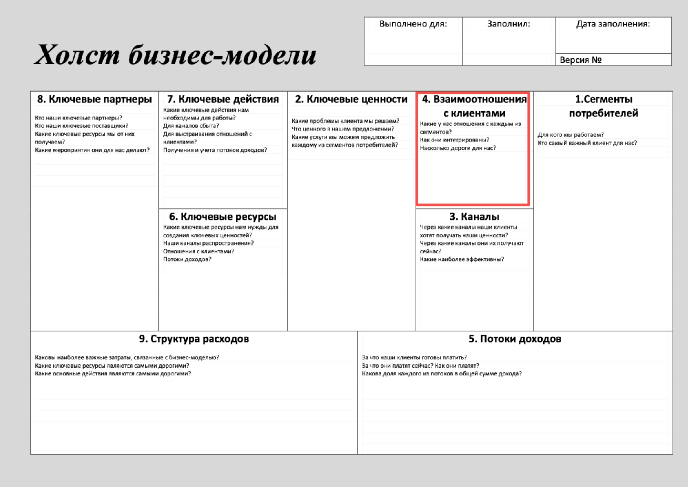 Холст бизнес-модели
Выполнено для:
Заполнил:
Дата заполнения:
Версия №
8. Ключевые партнеры
Кто наши ключевые партнеры?
Кто наши ключевые поставщики?
Какие ключевые ресурсы мы от них
получаем?
Какие мероприятия они для нас делают?
7. Ключевые действия
Какие ключевые действия нам
необходимы для работы?
Для каналов сбыта?
Для выстраивания отношений с
клиентами?
Получения и учета потоков доходов?
6. Ключевые ресурсы
Какие ключевые ресурсы нам нужды для
создания ключевых ценностей?
Наши каналы распространения?
Отношения с клиентами?
Потоки доходов?
2. Ключевые ценности
Какие проблемы клиента мы решаем?
Что ценного в нашем предложении?
Какие услуги вы можем предложить
каждому из сегментов потребителей?
4. Взаимоотношения
с клиентами
Какие у нас отношения с каждым из
сегментов?
Как они интегрированы?
Насколько дороги для нас?
3. Каналы
Через какие каналы наши клиенты
хотят получать наши ценности?
Через какие каналы они их получают
сейчас?
Какие наиболее эффективны?
1.Сегменты
потребителей
Для кого мы работаем?
Кто самый важный клиент для нас?
9. Структура расходов
Каковы наиболее важные затраты, связанные с бизнес-моделью?
Какие ключевые ресурсы являются самыми дорогими?
Какие основные действия являются самыми дорогими?
5. Потоки доходов
За что наши клиенты готовы платить?
За что они платят сейчас? Как они платят?
Какова доля каждого из потоков в общей сумме дохода?